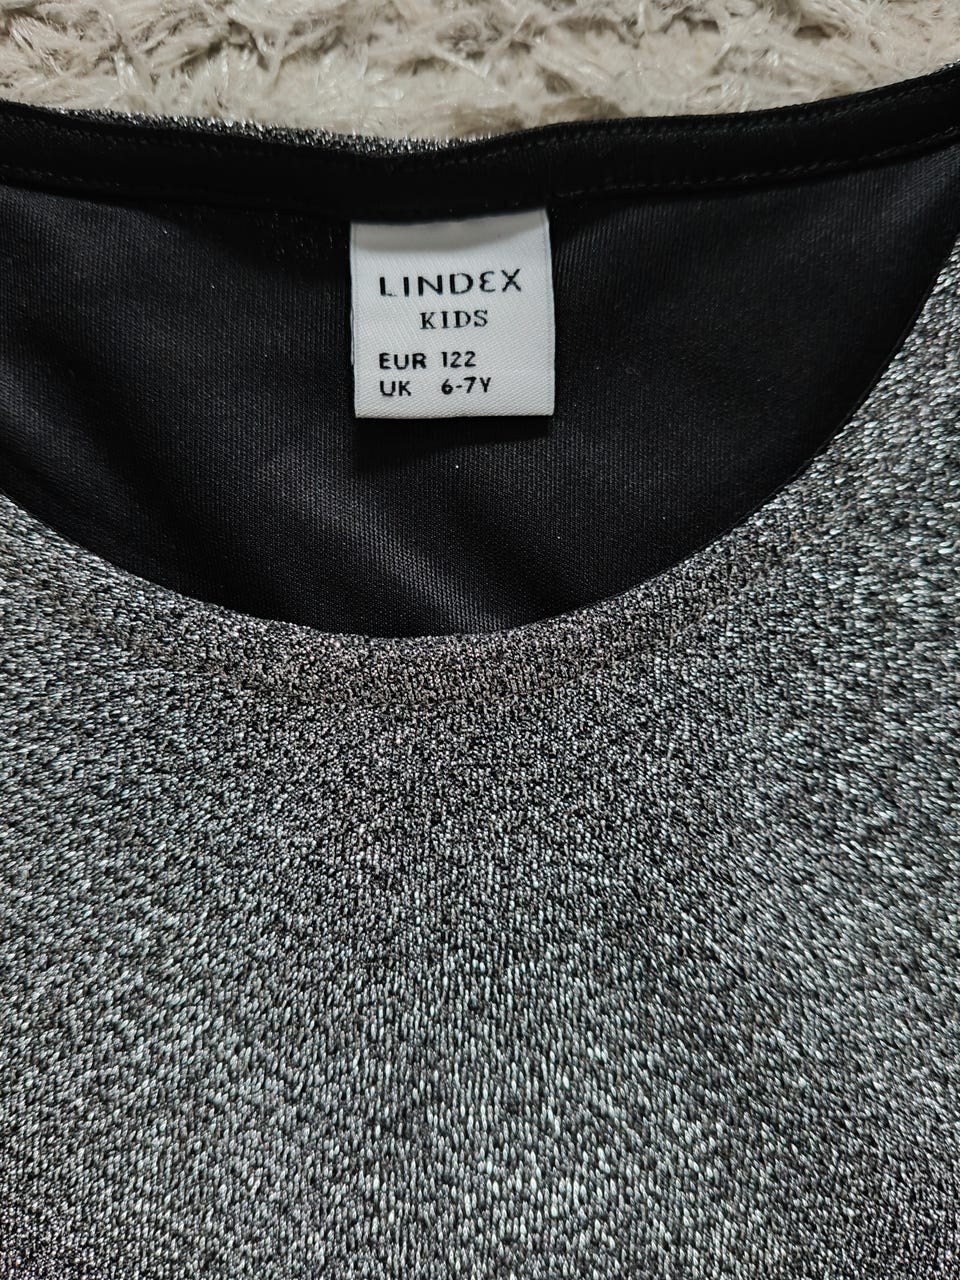 LINDEX
KIDS
EUR 122
UK 6-7Y